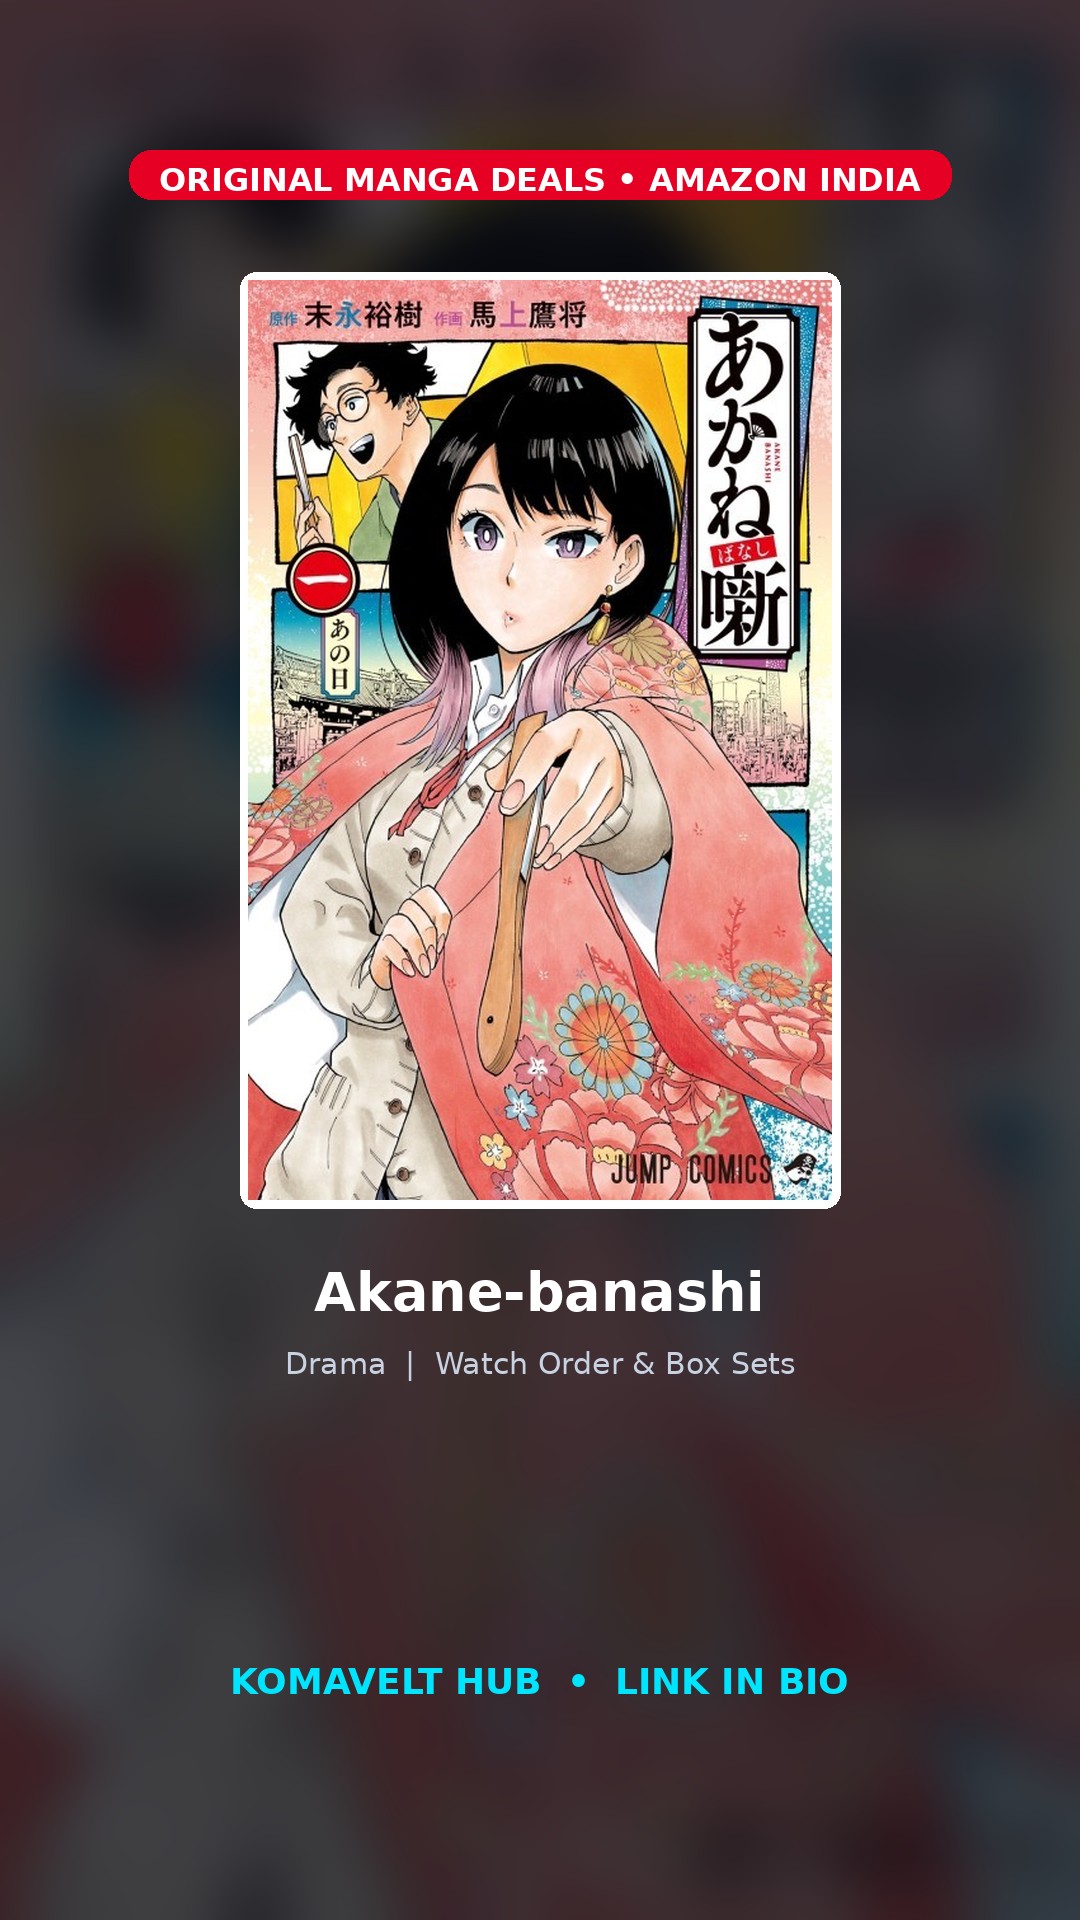 ORIGINAL MANGA DEALS • AMAZON INDIA
原作 末永裕樹 作画 馬上鷹将
あかね噺
ばなし
AKANE BANASHI
一
あの日
JUMP COMICS
Akane-banashi
Drama | Watch Order & Box Sets
KOMAVELT HUB • LINK IN BIO